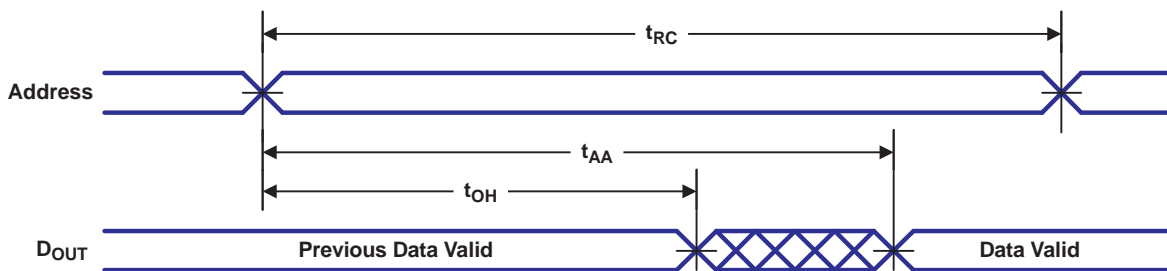 tRC
Address
tAA
tOH
DOUT Previous Data Valid Data Valid